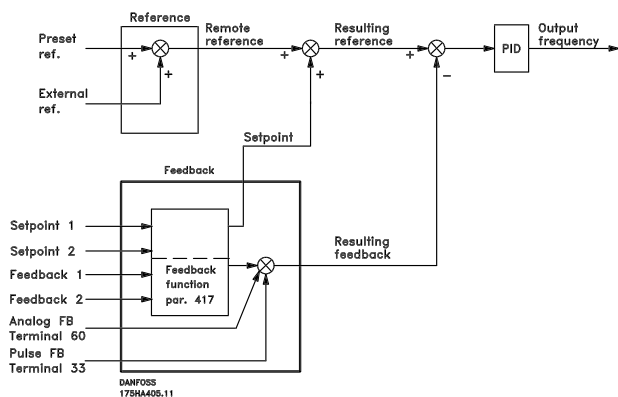 Reference
Preset
ref.
+
+
External
ref.
Remote
reference
+
+
Resulting
reference
+
−
PID
Output
frequency
Setpoint
Feedback
Setpoint 1
Setpoint 2
Feedback 1
Feedback 2
Feedback
function
par. 417
Resulting
feedback
Analog FB
Terminal 60
Pulse FB
Terminal 33
DANFOSS
175HA405.11